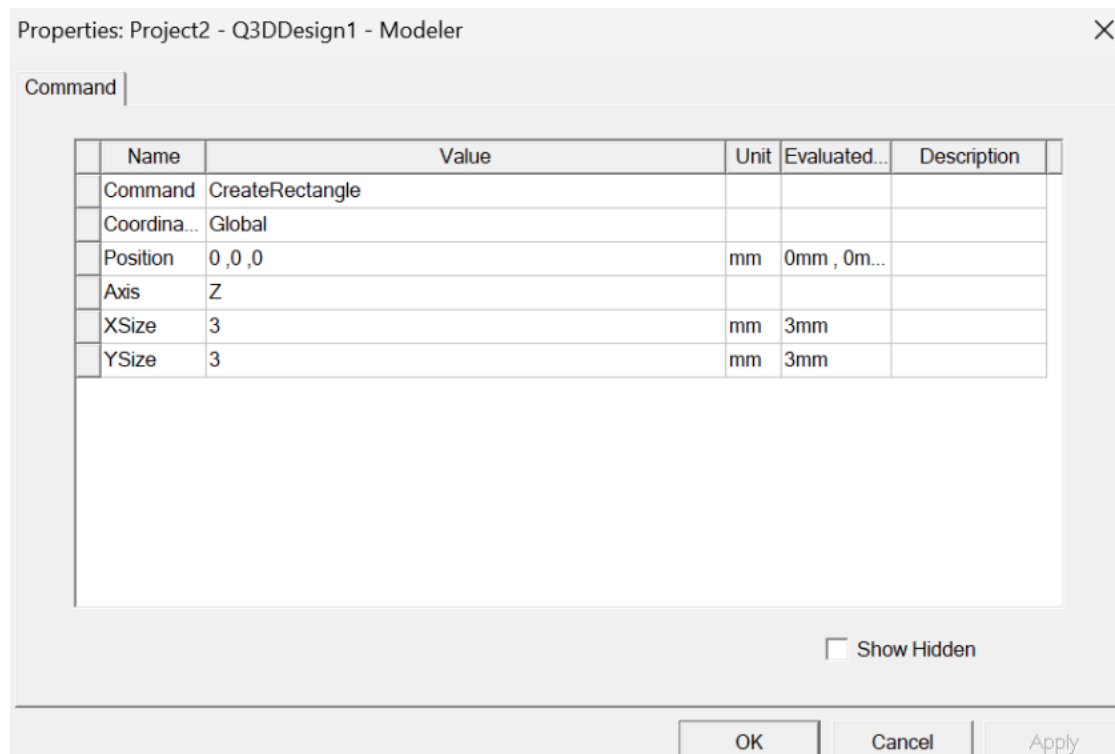 Properties: Project2 - Q3DDesign1 - Modeler
Command
Name Value Unit Evaluated... Description
Command CreateRectangle
Coordina... Global
Position 0 ,0 ,0 mm 0mm , 0m...
Axis Z
XSize 3 mm 3mm
YSize 3 mm 3mm
Show Hidden
OK Cancel Apply